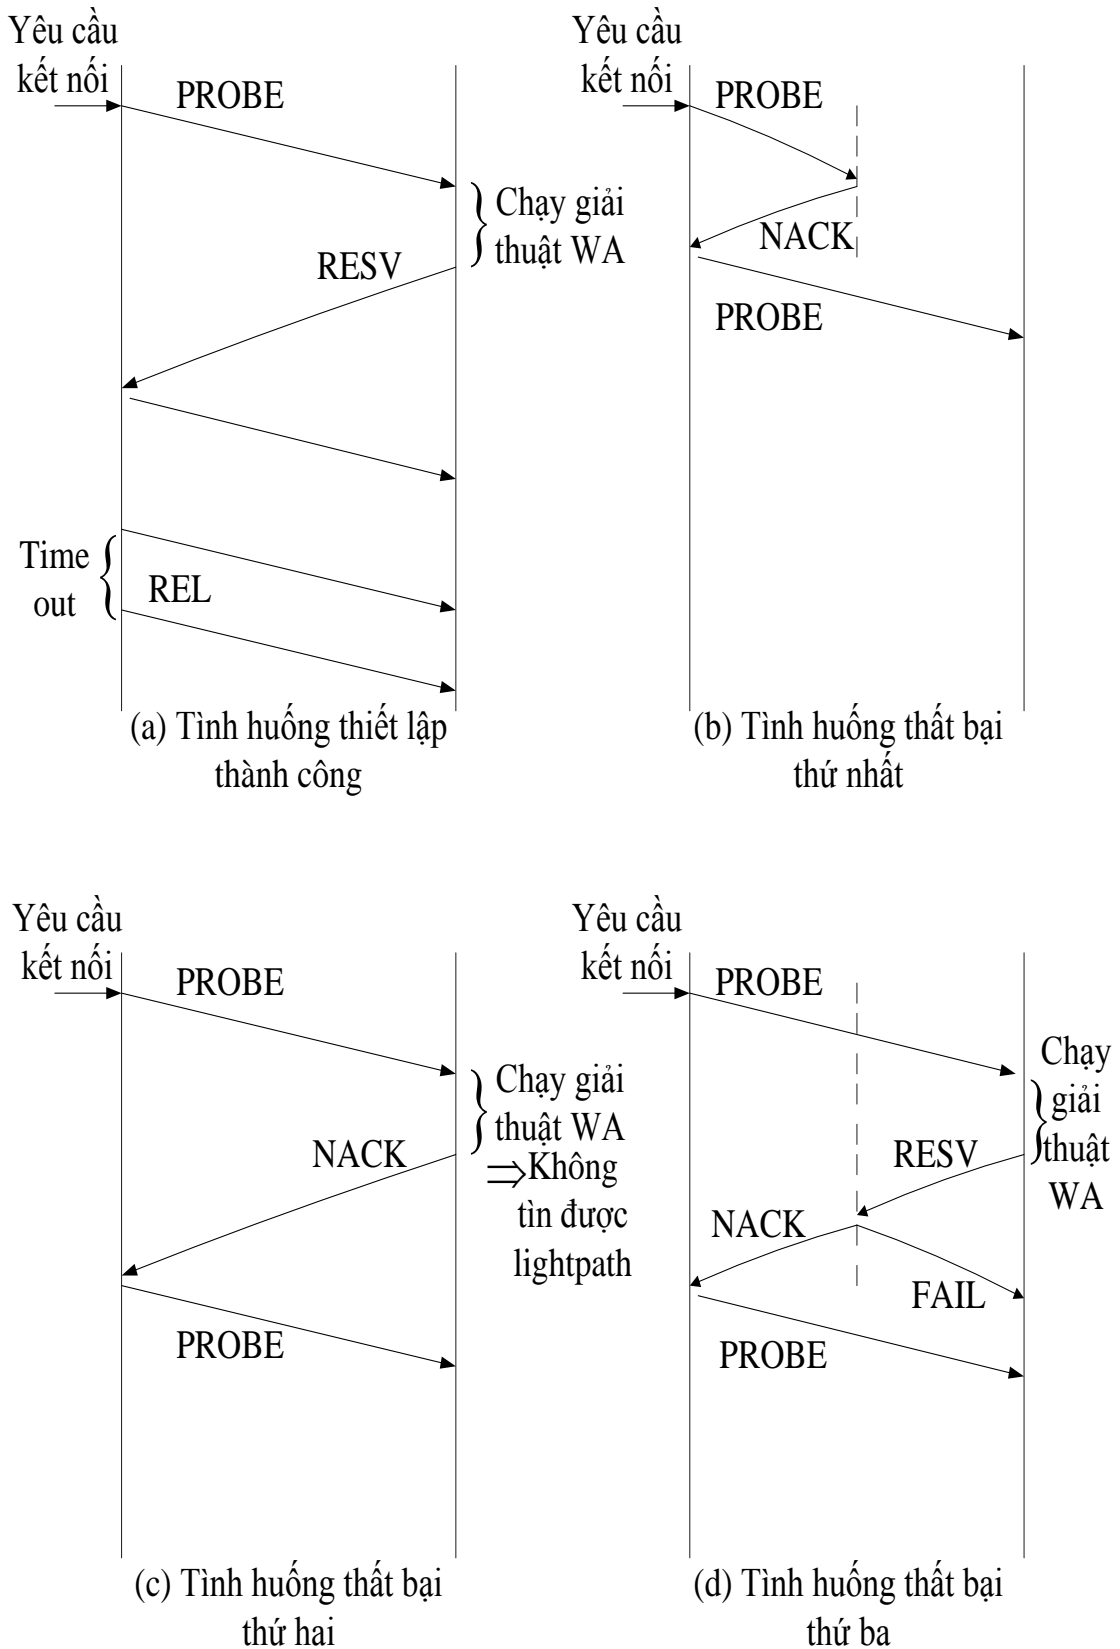 Yêu cầu
kết nối
PROBE
Chạy giải
thuật WA
RESV
Time
out
REL
(a) Tình huống thiết lập
thành công
Yêu cầu
kết nối
PROBE
NACK
PROBE
(b) Tình huống thất bại
thứ nhất
Yêu cầu
kết nối
PROBE
Chạy giải
thuật WA
NACK
⇒Không
tìn được
lightpath
PROBE
(c) Tình huống thất bại
thứ hai
Yêu cầu
kết nối
PROBE
Chạy
giải
thuật
WA
RESV
NACK
FAIL
PROBE
(d) Tình huống thất bại
thứ ba